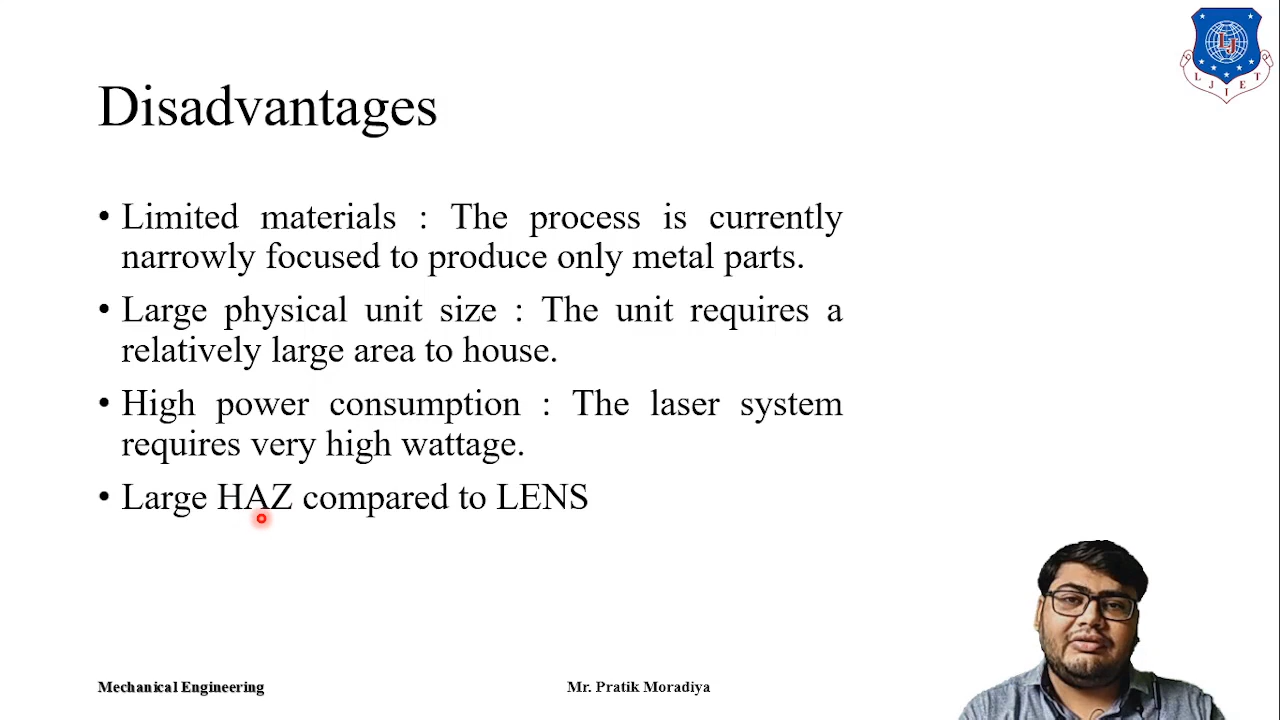 Disadvantages
• Limited materials : The process is currently
narrowly focused to produce only metal parts.
• Large physical unit size : The unit requires a
relatively large area to house.
• High power consumption : The laser system
requires very high wattage.
• Large HAZ compared to LENS
Mechanical Engineering
Mr. Pratik Moradiya
LJ
L J I E T